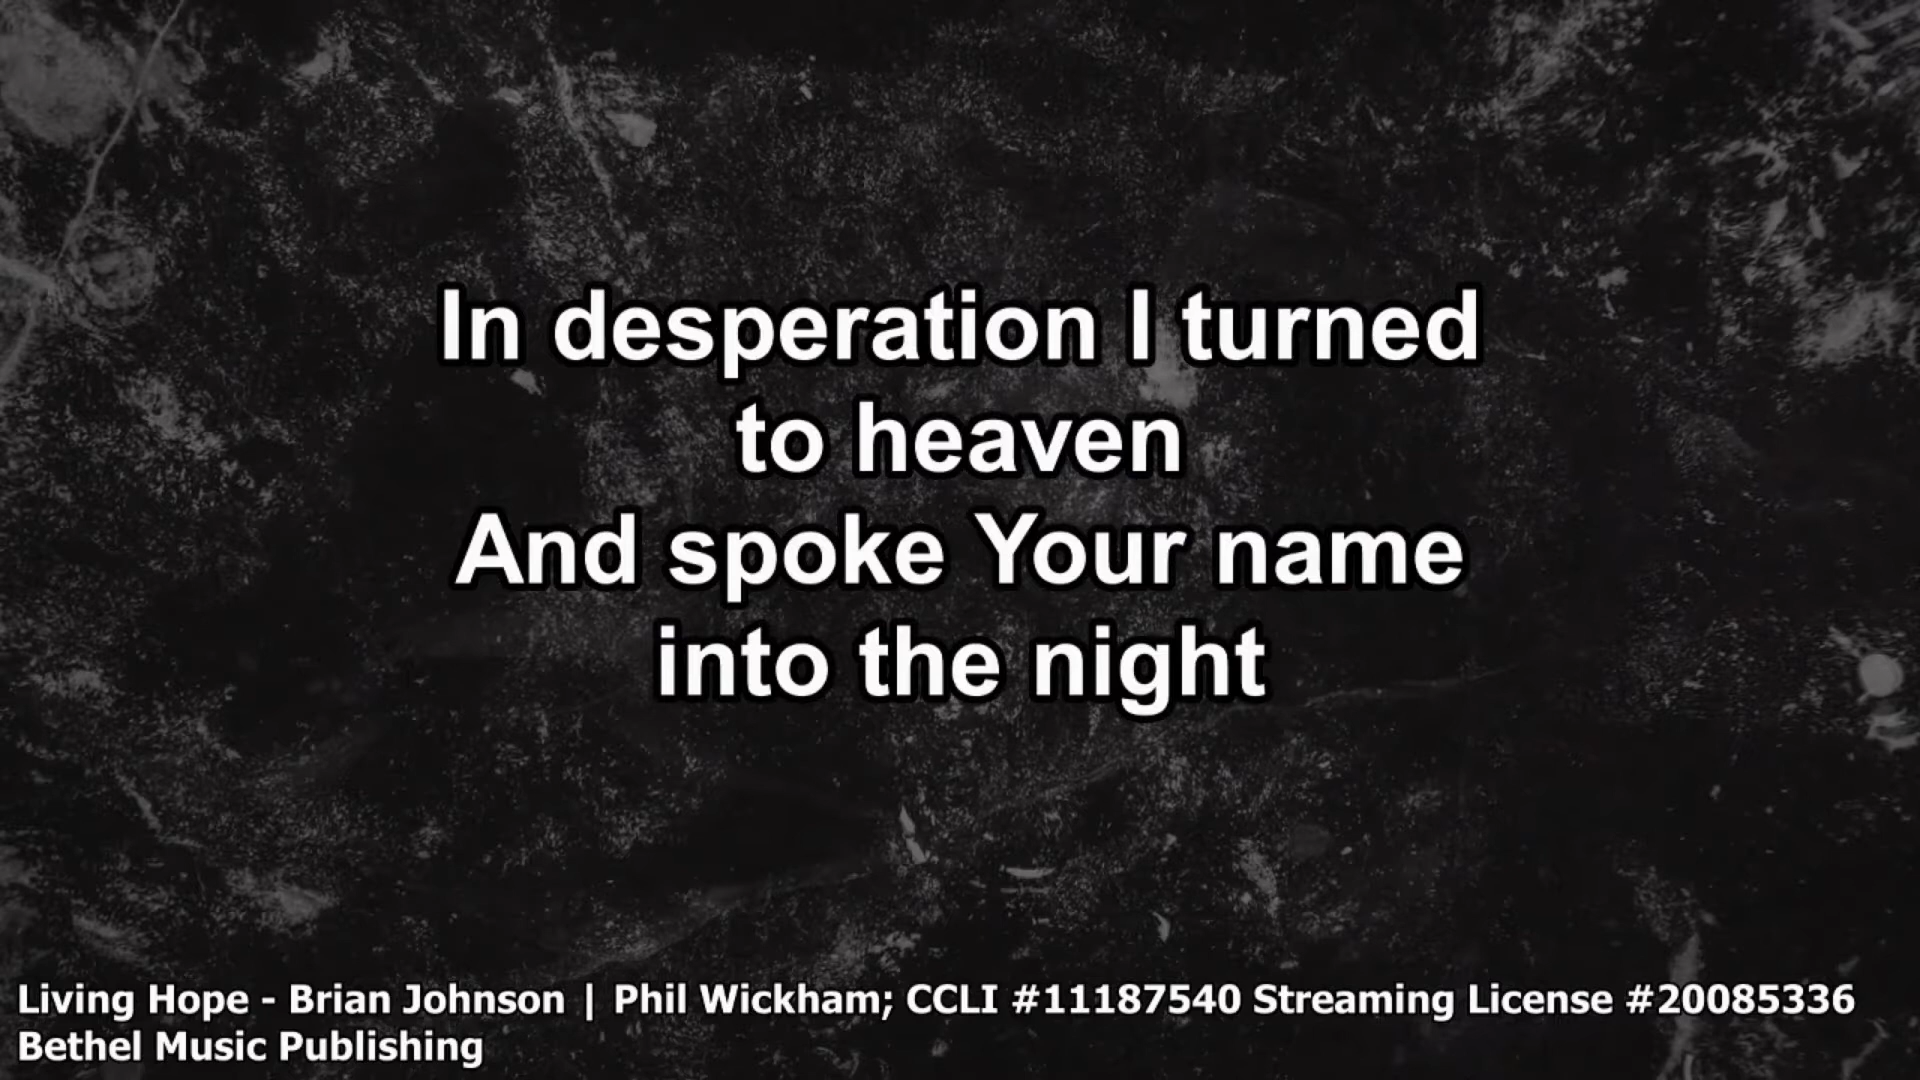 In desperation I turned
to heaven
And spoke Your name
into the night
Living Hope - Brian Johnson | Phil Wickham; CCLI #11187540 Streaming License #20085336
Bethel Music Publishing